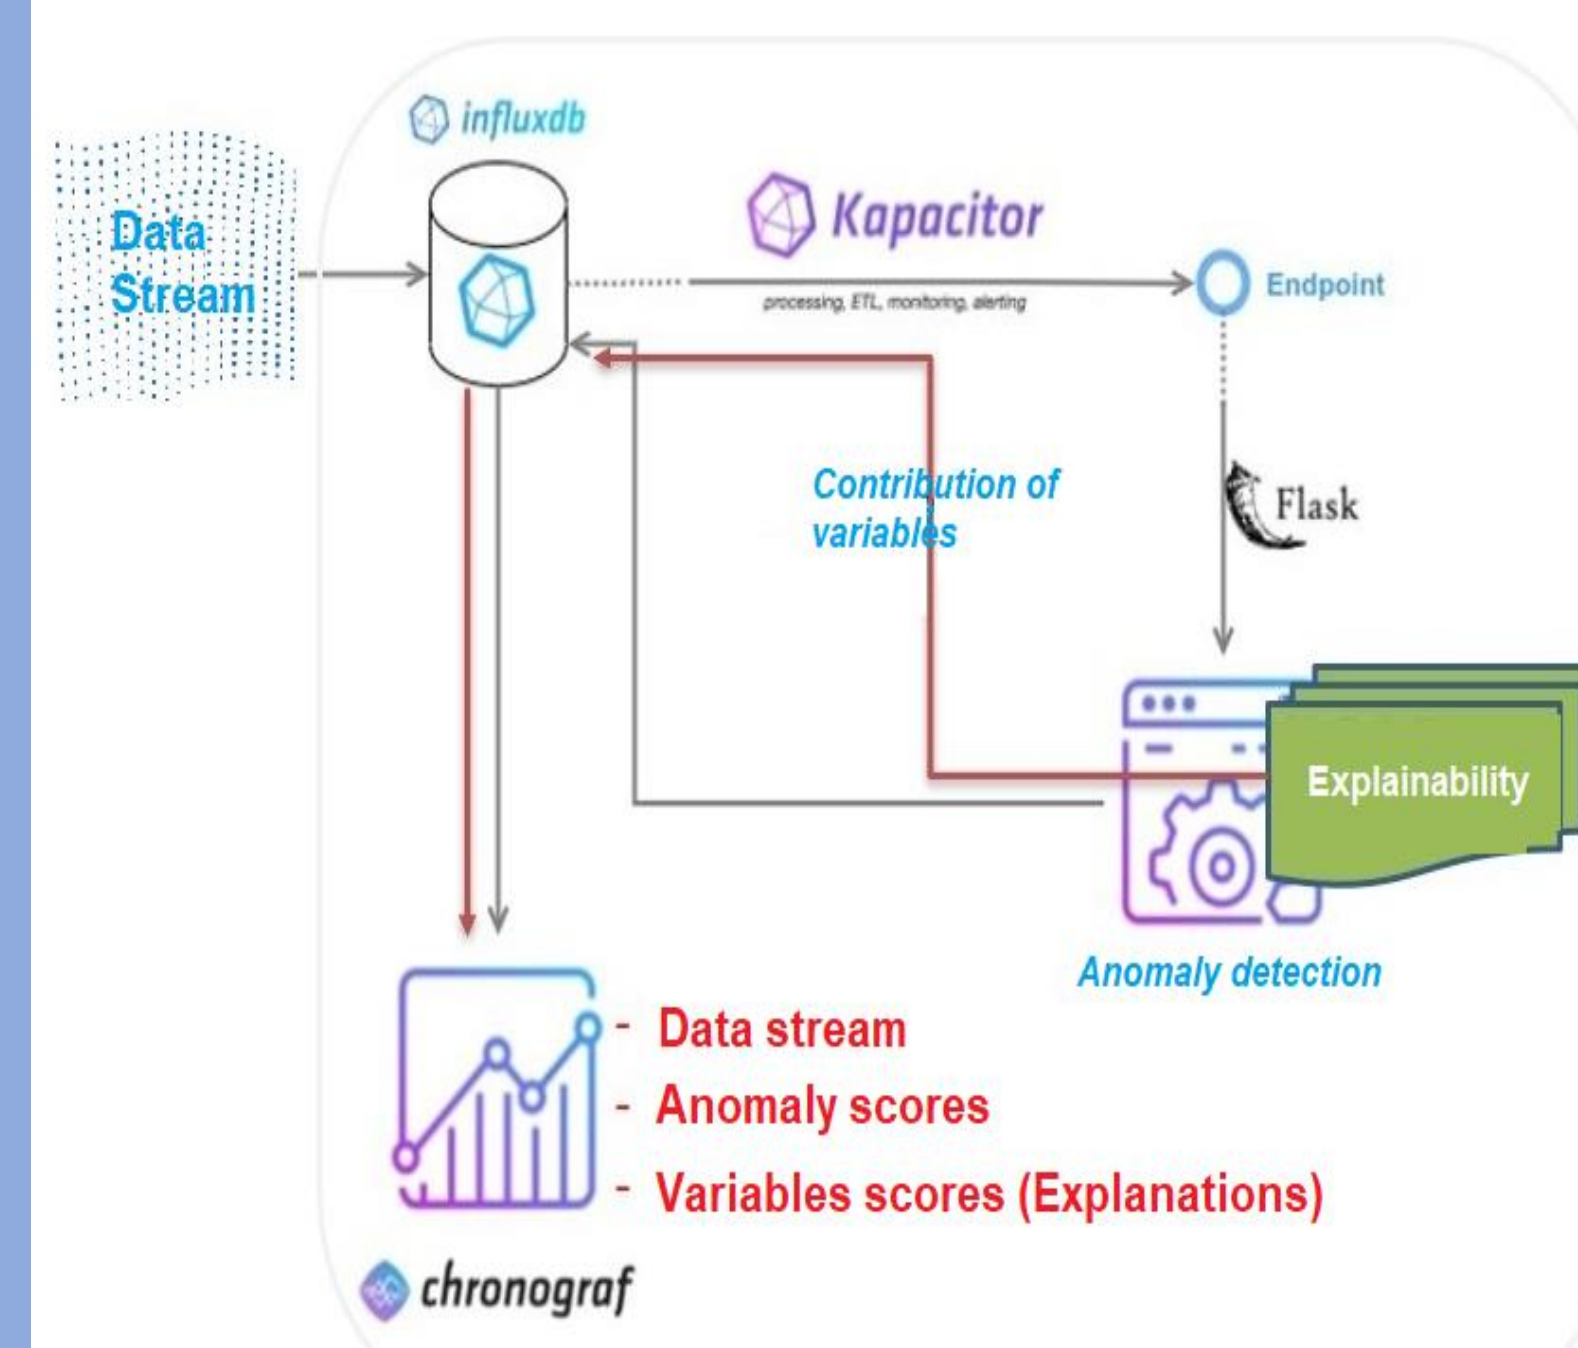 influxdb
Data
Stream
Kapacitor
processing, ETL, monitoring, alerting
Endpoint
Contribution of
variables
Flask
Explainability
Anomaly detection
- Data stream
- Anomaly scores
- Variables scores (Explanations)
chronograf